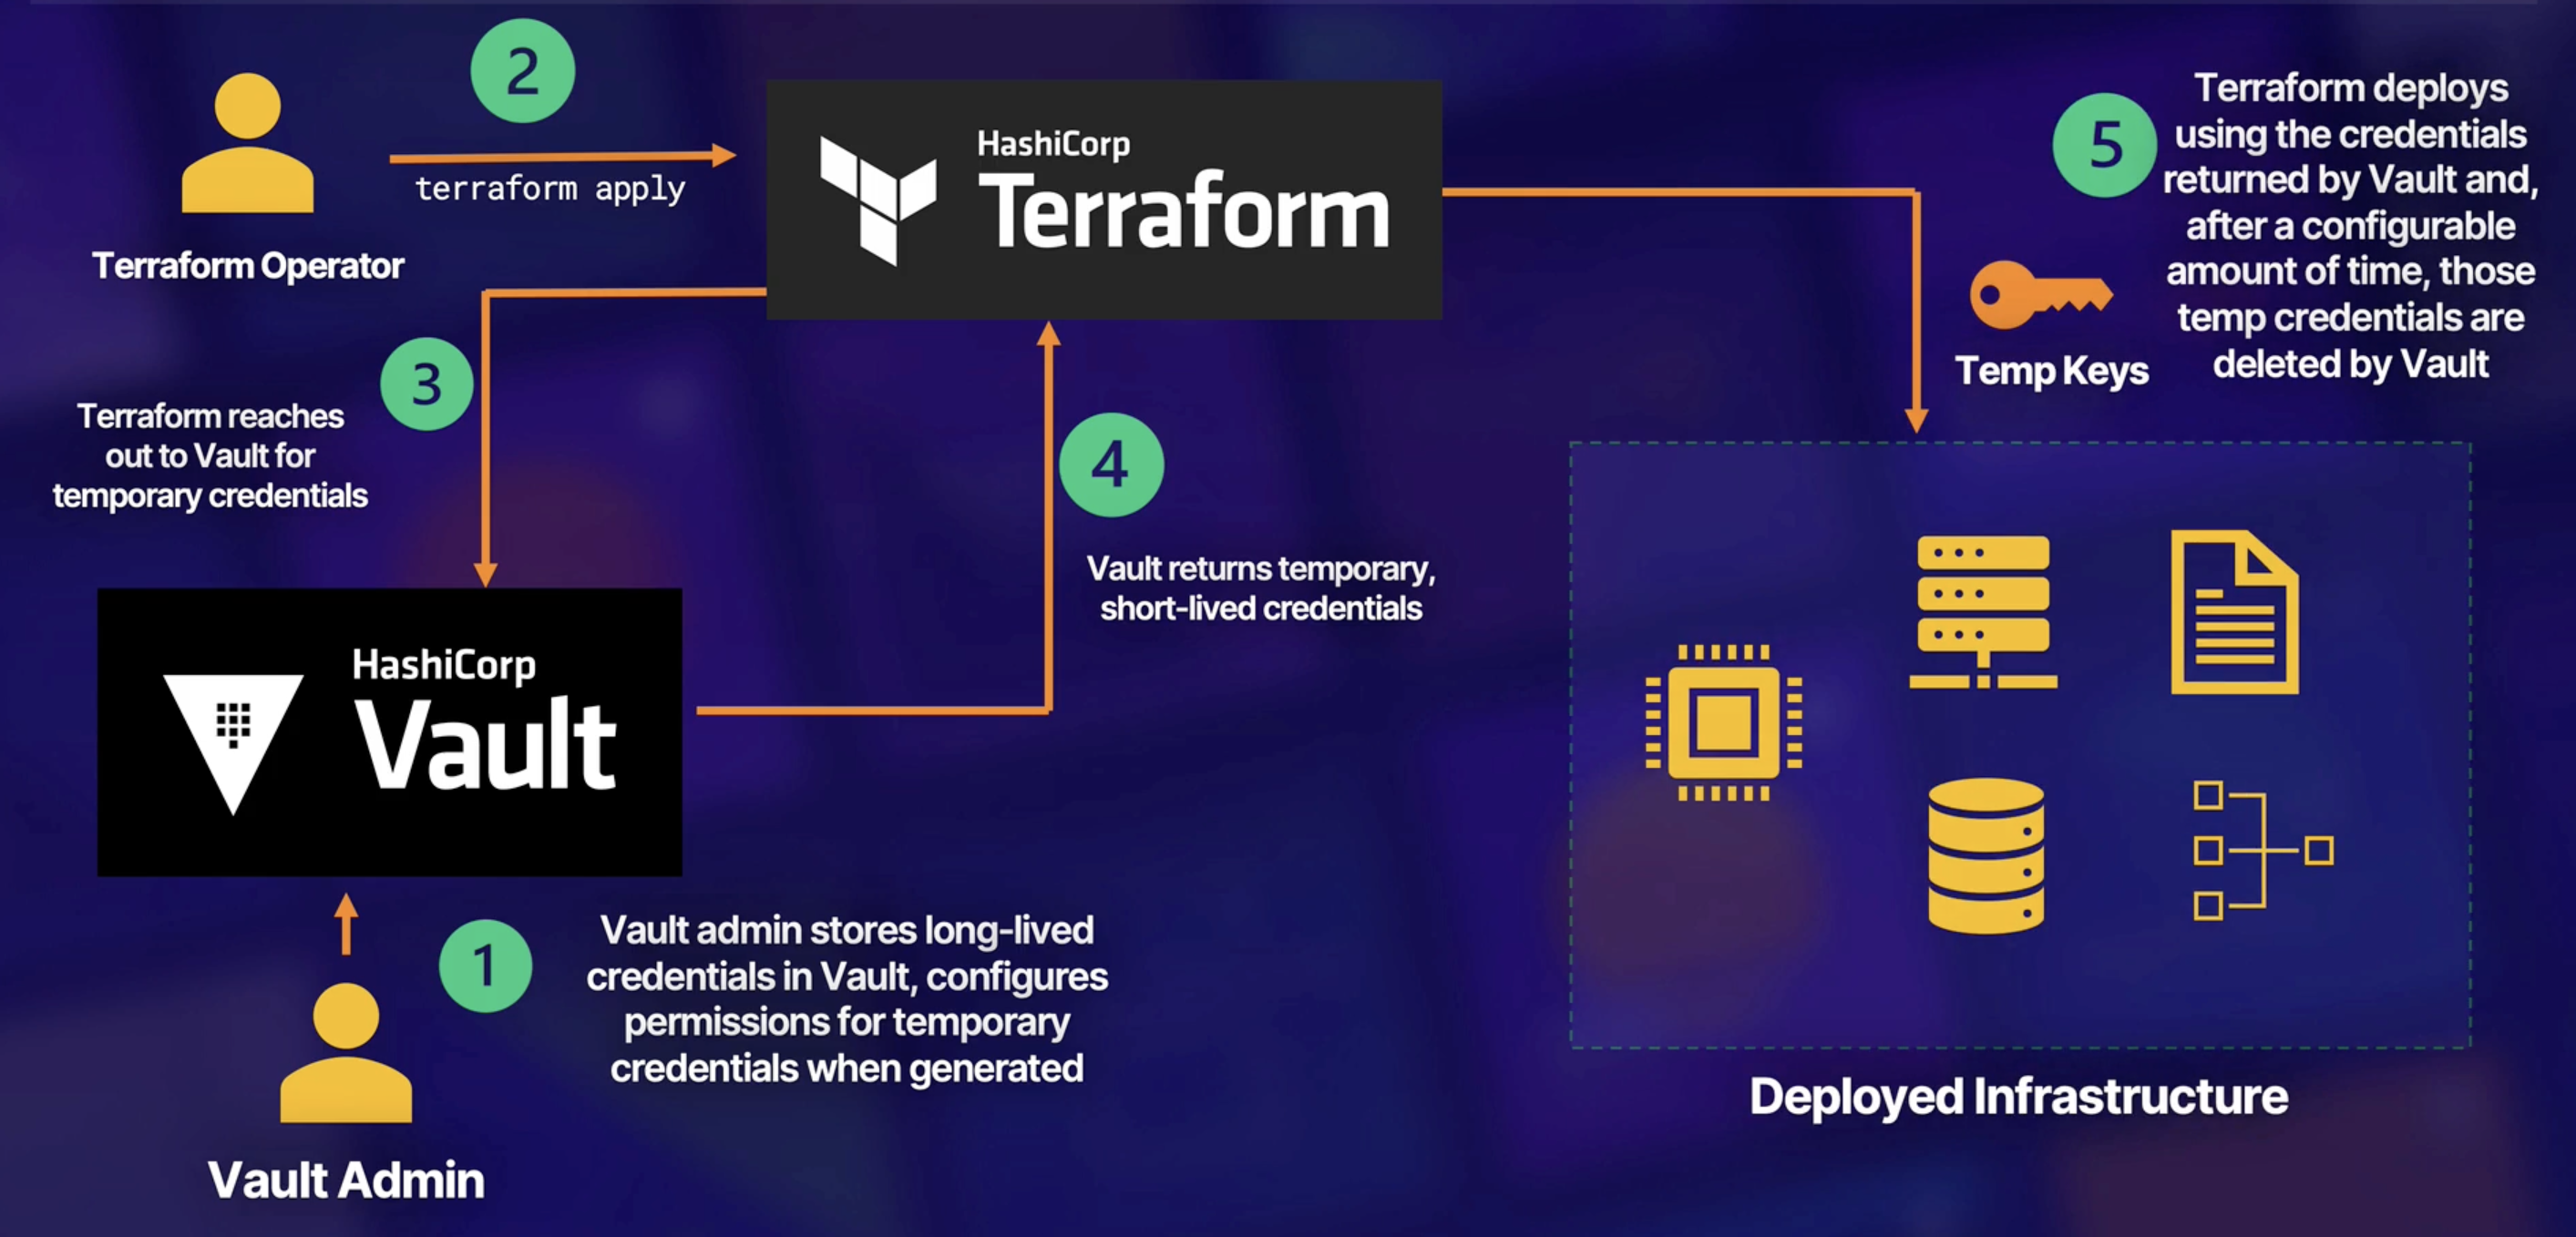 2
terraform apply
Terraform Operator
HashiCorp
Terraform
5
Terraform deploys
using the credentials
returned by Vault and,
after a configurable
amount of time, those
temp credentials are
deleted by Vault
Temp Keys
3
Terraform reaches
out to Vault for
temporary credentials
4
Vault returns temporary,
short-lived credentials
HashiCorp
Vault
1
Vault admin stores long-lived
credentials in Vault, configures
permissions for temporary
credentials when generated
Vault Admin
Deployed Infrastructure